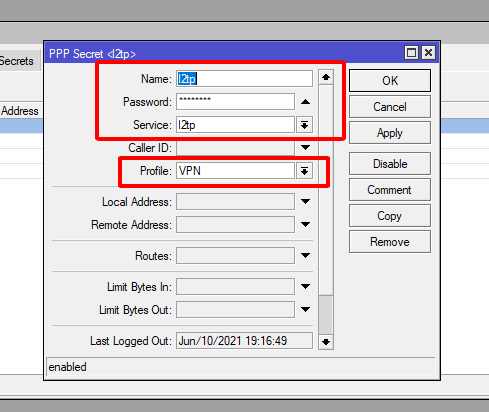 PPP Secret <l2tp>
Secrets
Address
Name: l2tp
Password: ********
Service: l2tp
Caller ID:
Profile: VPN
Local Address:
Remote Address:
Routes:
Limit Bytes In:
Limit Bytes Out:
Last Logged Out: Jun/10/2021 19:16:49
OK
Cancel
Apply
Disable
Comment
Copy
Remove
enabled